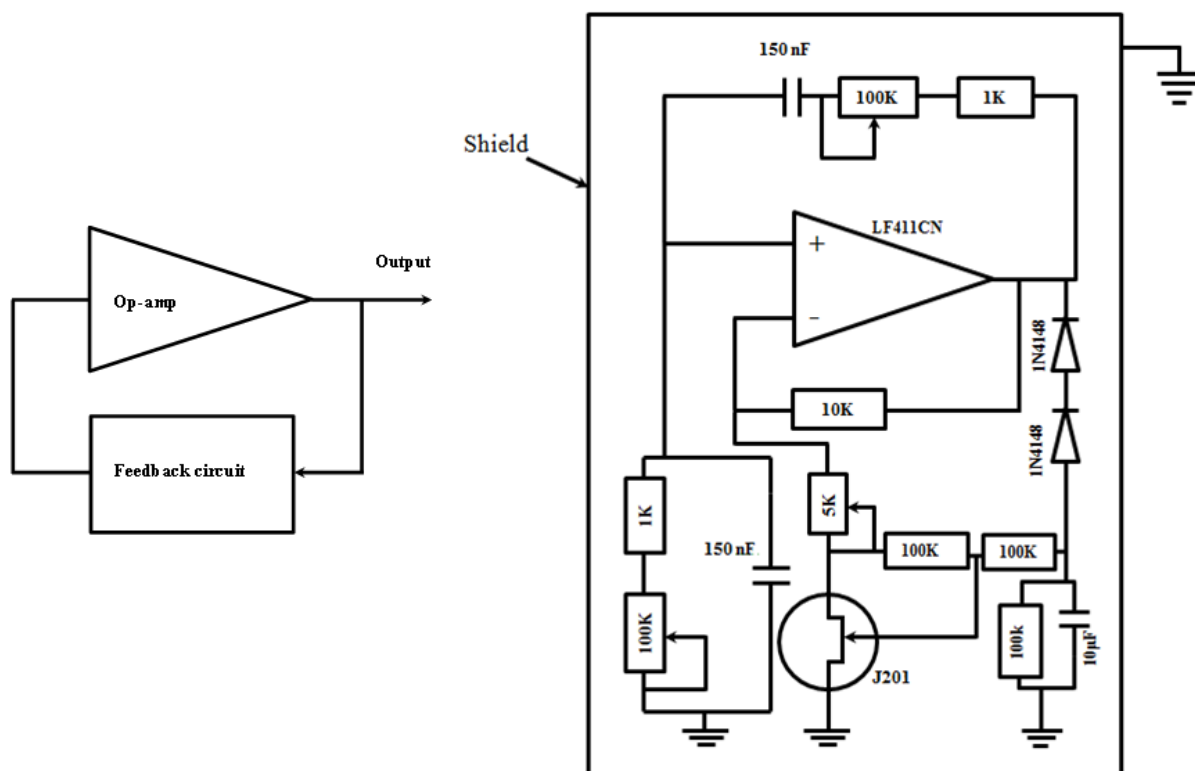 Output
Op-amp
Feedback circuit
Shield
150 nF
100K
1K
LF411CN
+
–
1N4148
10K
1N4148
5K
1K
150 nF
100K
100K
100K
100k
10µF
J201